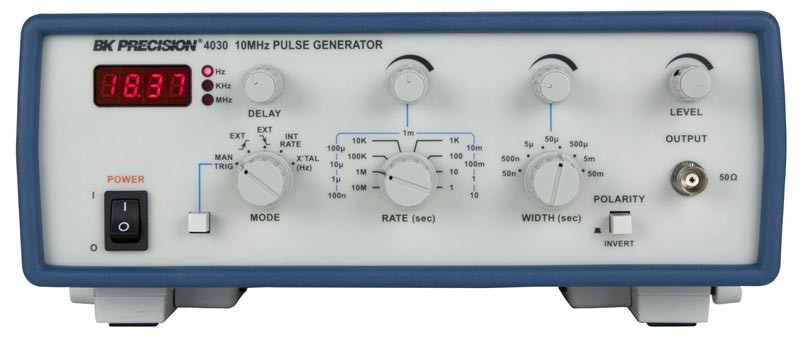 BK PRECISION® 4030 10MHz PULSE GENERATOR
18.37
Hz
KHz
MHz
DELAY
LEVEL
EXT
EXT
INT
RATE
MAN
TRIG
X'TAL
(Hz)
MODE
1m
10K
1K
100µ
10m
100K
100
10µ
100m
1M
10
1µ
1
10M
1
100n
10
RATE (sec)
50µ
5µ
500µ
500n
5m
50n
50m
WIDTH (sec)
OUTPUT
50Ω
POWER
I
O
I
O
POLARITY
INVERT